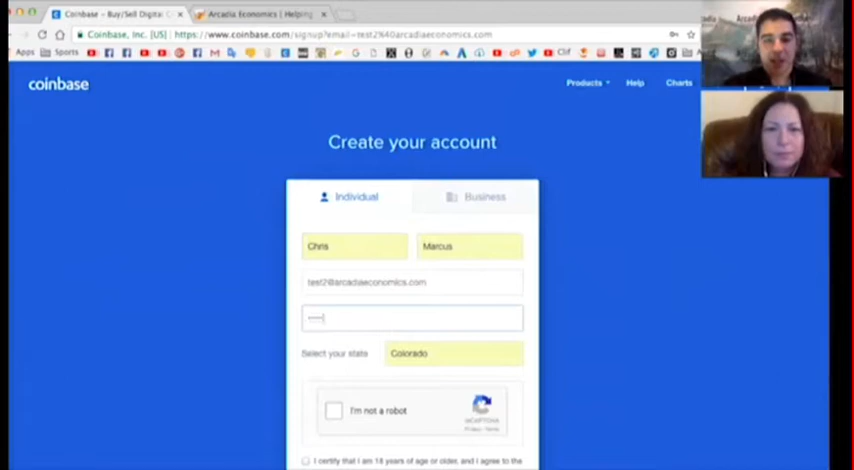 Coinbase – Buy/Sell Digital C
Arcadia Economics | Helping
Coinbase, Inc. [US] https://www.coinbase.com/signup?email=test2%40arcadiaeconomics.com
Apps Sports Clif
coinbase
Products Help Charts
Create your account
Individual Business
Chris Marcus
test2@arcadiaeconomics.com
Select your state Colorado
I'm not a robot
reCAPTCHA
Privacy - Terms
I certify that I am 18 years of age or older, and I agree to the